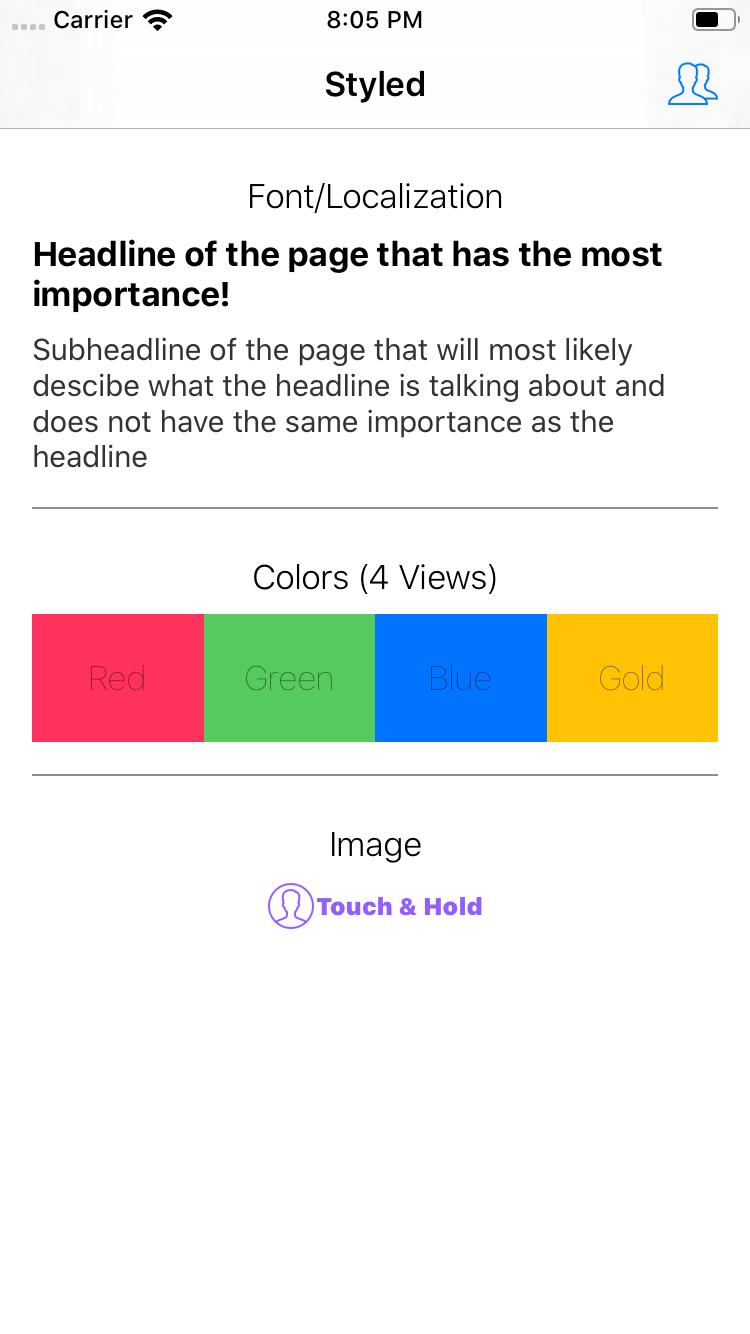 Carrier 8:05 PM
Styled
Font/Localization
Headline of the page that has the most
importance!
Subheadline of the page that will most likely
descibe what the headline is talking about and
does not have the same importance as the
headline
Colors (4 Views)
Red Green Blue Gold
Image
Touch & Hold